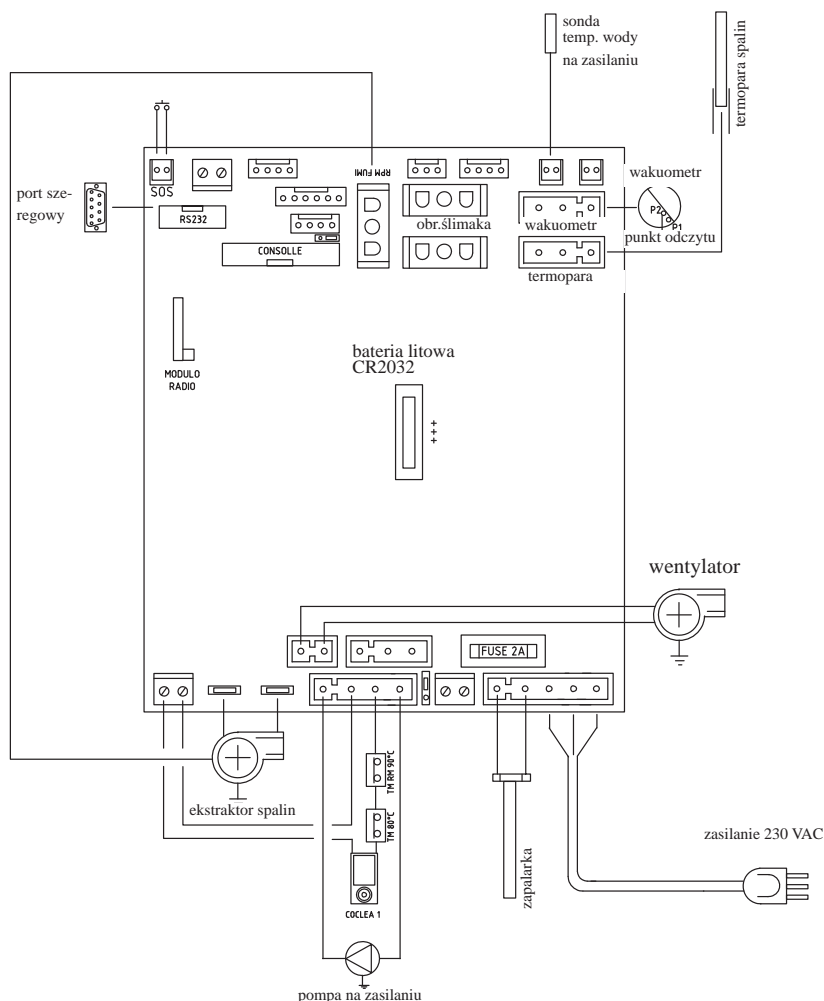 sonda
temp. wody
na zasilaniu
termopara spalin
SOS
RPM FUMI
port sze-
regowy
RS232
CONSOLLE
obr.ślimaka
wakuometr
wakuometr
P2
P1
punkt odczytu
termopara
MODULO
RADIO
bateria litowa
CR2032
+++
wentylator
FUSE 2A
ekstraktor spalin
TM RM 90°C
TM 80°C
COCLEA 1
zapalarka
zasilanie 230 VAC
pompa na zasilaniu